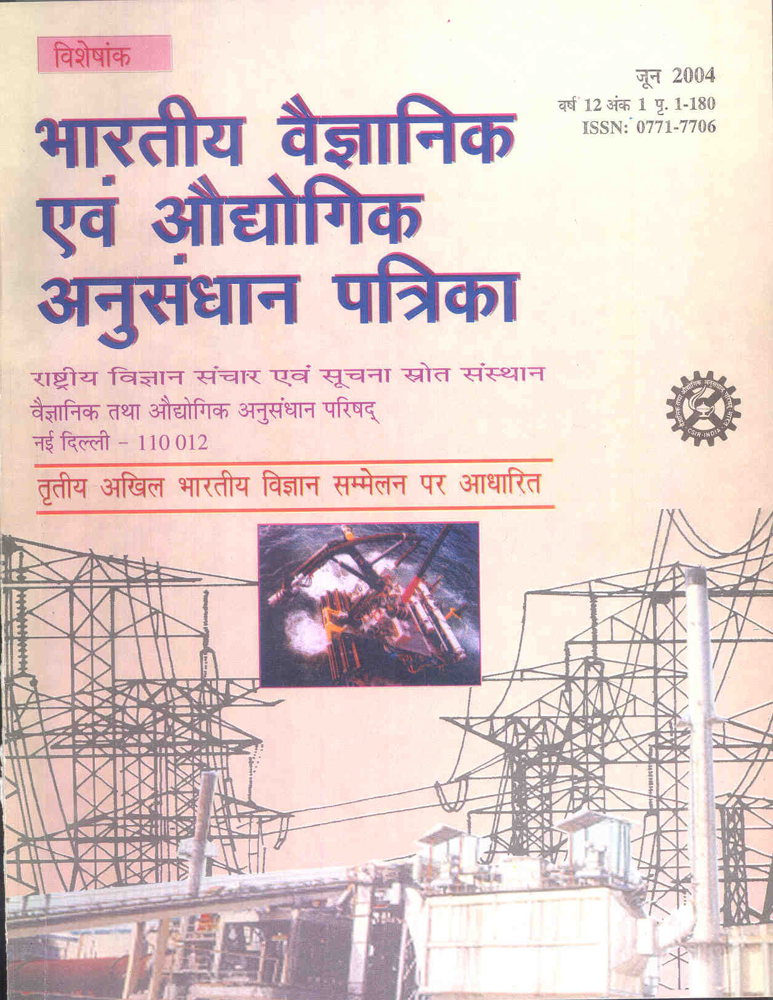 विशेषांक
जून 2004
वर्ष 12 अंक 1 पृ. 1-180
ISSN: 0771-7706
भारतीय वैज्ञानिक
एवं औद्योगिक
अनुसंधान पत्रिका
राष्ट्रीय विज्ञान संचार एवं सूचना स्रोत संस्थान
वैज्ञानिक तथा औद्योगिक अनुसंधान परिषद्
नई दिल्ली - 110 012
वैज्ञानिक तथा औद्योगिक अनुसंधान परिषद् भारत
CSIR-INDIA
तृतीय अखिल भारतीय विज्ञान सम्मेलन पर आधारित